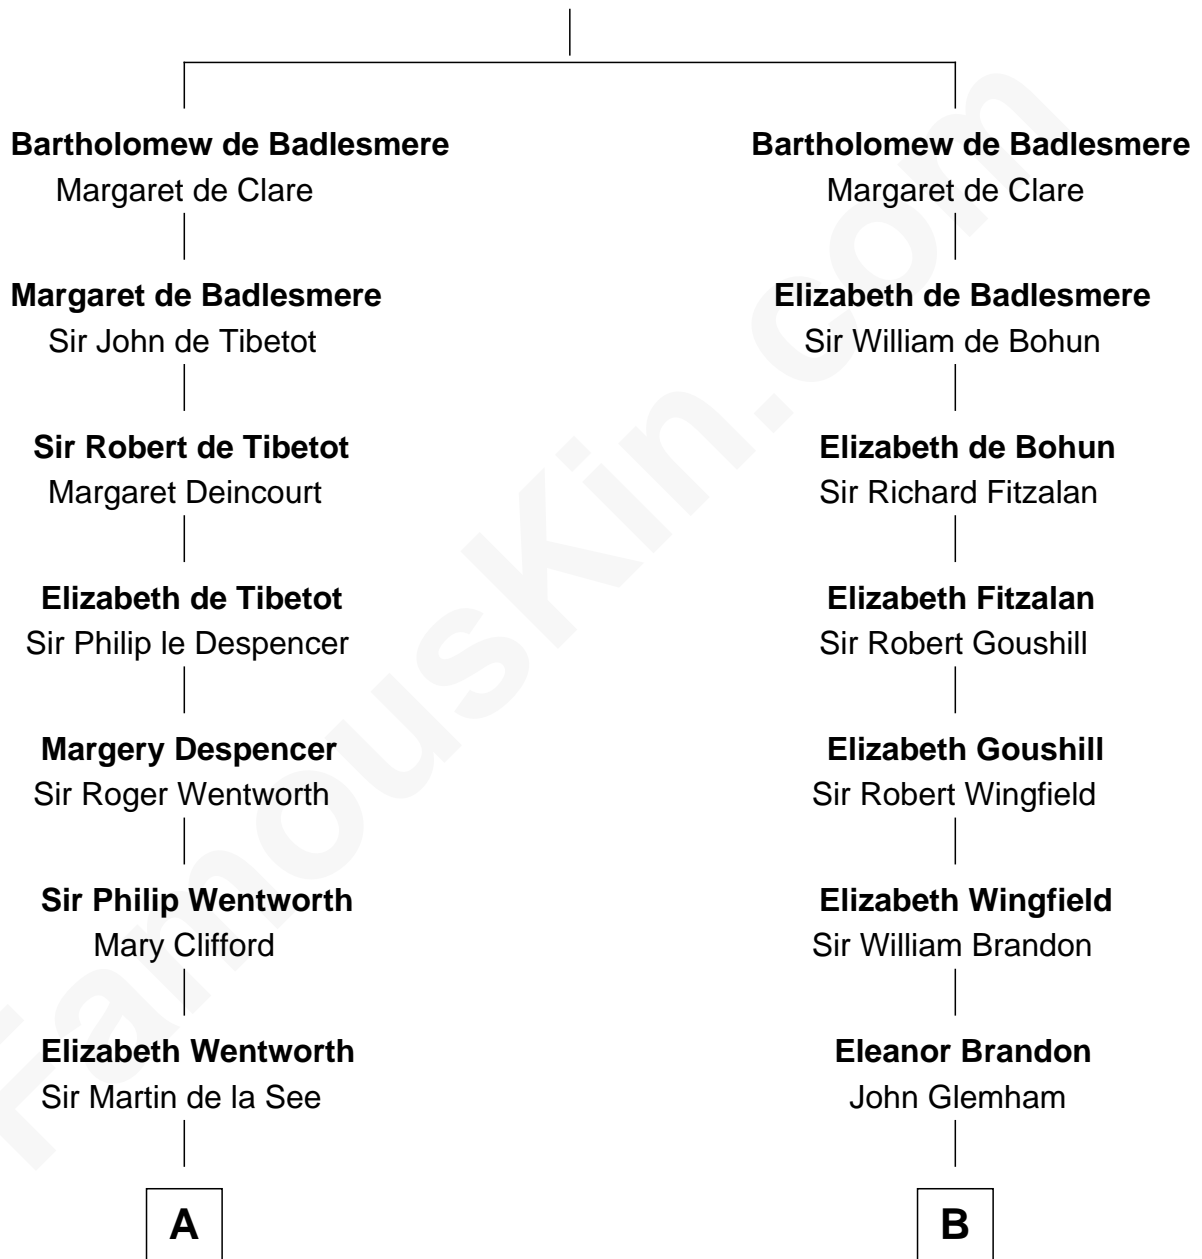 Bartholomew de Badlesmere
Margaret de Clare
Margaret de Badlesmere
Sir John de Tibetot
Sir Robert de Tibetot
Margaret Deincourt
Elizabeth de Tibetot
Sir Philip le Despencer
Margery Despencer
Sir Roger Wentworth
Sir Philip Wentworth
Mary Clifford
Elizabeth Wentworth
Sir Martin de la See
A
Bartholomew de Badlesmere
Margaret de Clare
Elizabeth de Badlesmere
Sir William de Bohun
Elizabeth de Bohun
Sir Richard Fitzalan
Elizabeth Fitzalan
Sir Robert Goushill
Elizabeth Goushill
Sir Robert Wingfield
Elizabeth Wingfield
Sir William Brandon
Eleanor Brandon
John Glemham
B
FamousKin.com